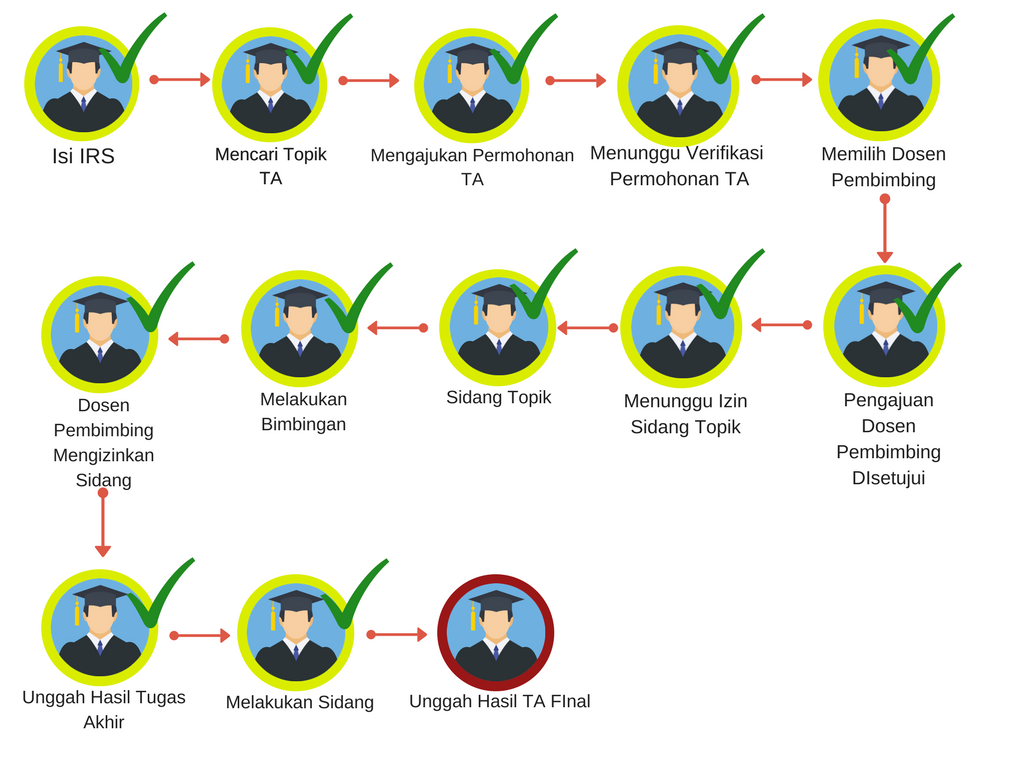 Isi IRS
Mencari Topik
TA
Mengajukan Permohonan
TA
Menunggu Verifikasi
Permohonan TA
Memilih Dosen
Pembimbing
Dosen
Pembimbing
Mengizinkan
Sidang
Melakukan
Bimbingan
Sidang Topik
Menunggu Izin
Sidang Topik
Pengajuan
Dosen
Pembimbing
DIsetujui
Unggah Hasil Tugas
Akhir
Melakukan Sidang
Unggah Hasil TA FInal